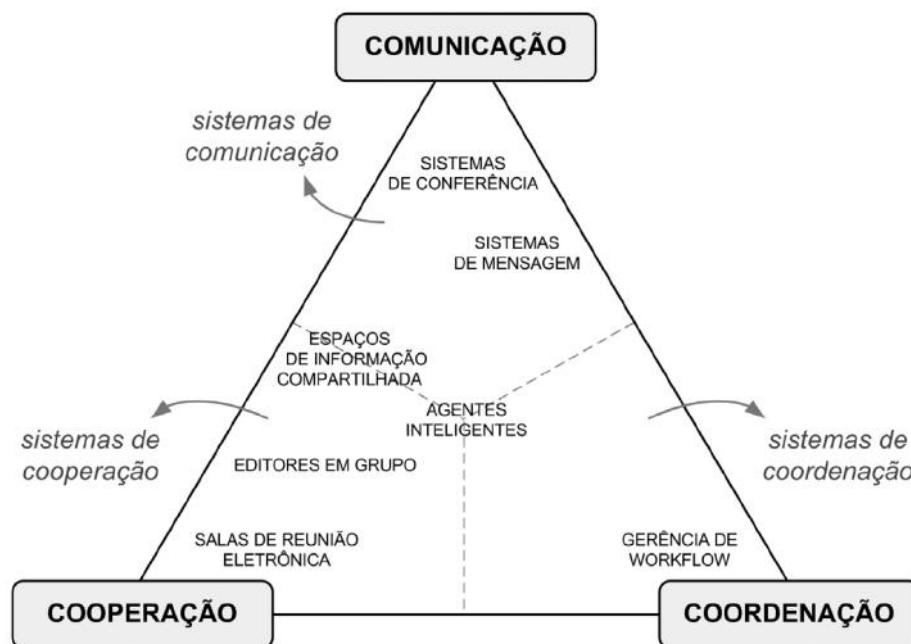 COMUNICAÇÃO
sistemas de
comunicação
SISTEMAS
DE CONFERÊNCIA
SISTEMAS
DE MENSAGEM
ESPAÇOS
DE INFORMAÇÃO
COMPARTILHADA
AGENTES
INTELIGENTES
sistemas de
cooperação
sistemas de
coordenação
EDITORES EM GRUPO
SALAS DE REUNIÃO
ELETRÔNICA
GERÊNCIA DE
WORKFLOW
COOPERAÇÃO
COORDENAÇÃO